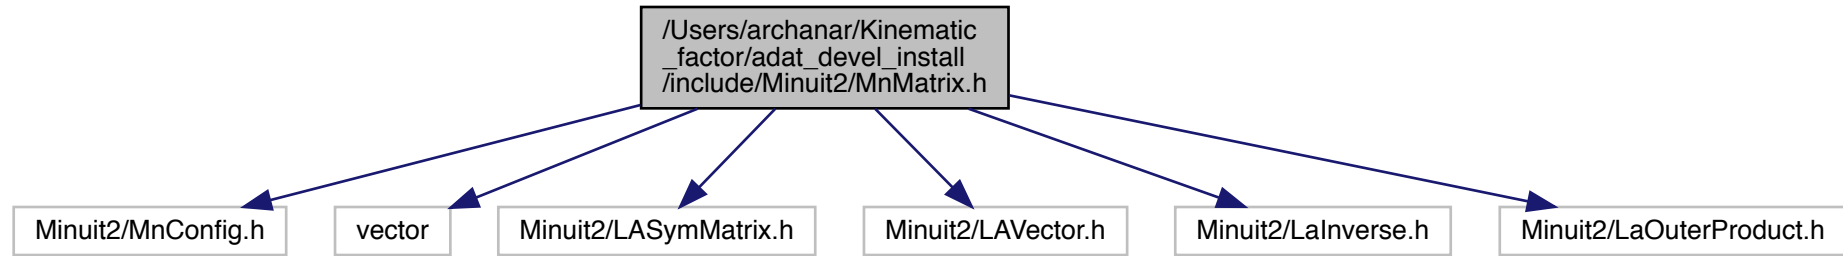 /Users/archanar/Kinematic
_factor/adat_devel_install
/include/Minuit2/MnMatrix.h
Minuit2/MnConfig.h
vector
Minuit2/LASymMatrix.h
Minuit2/LAVector.h
Minuit2/LaInverse.h
Minuit2/LaOuterProduct.h